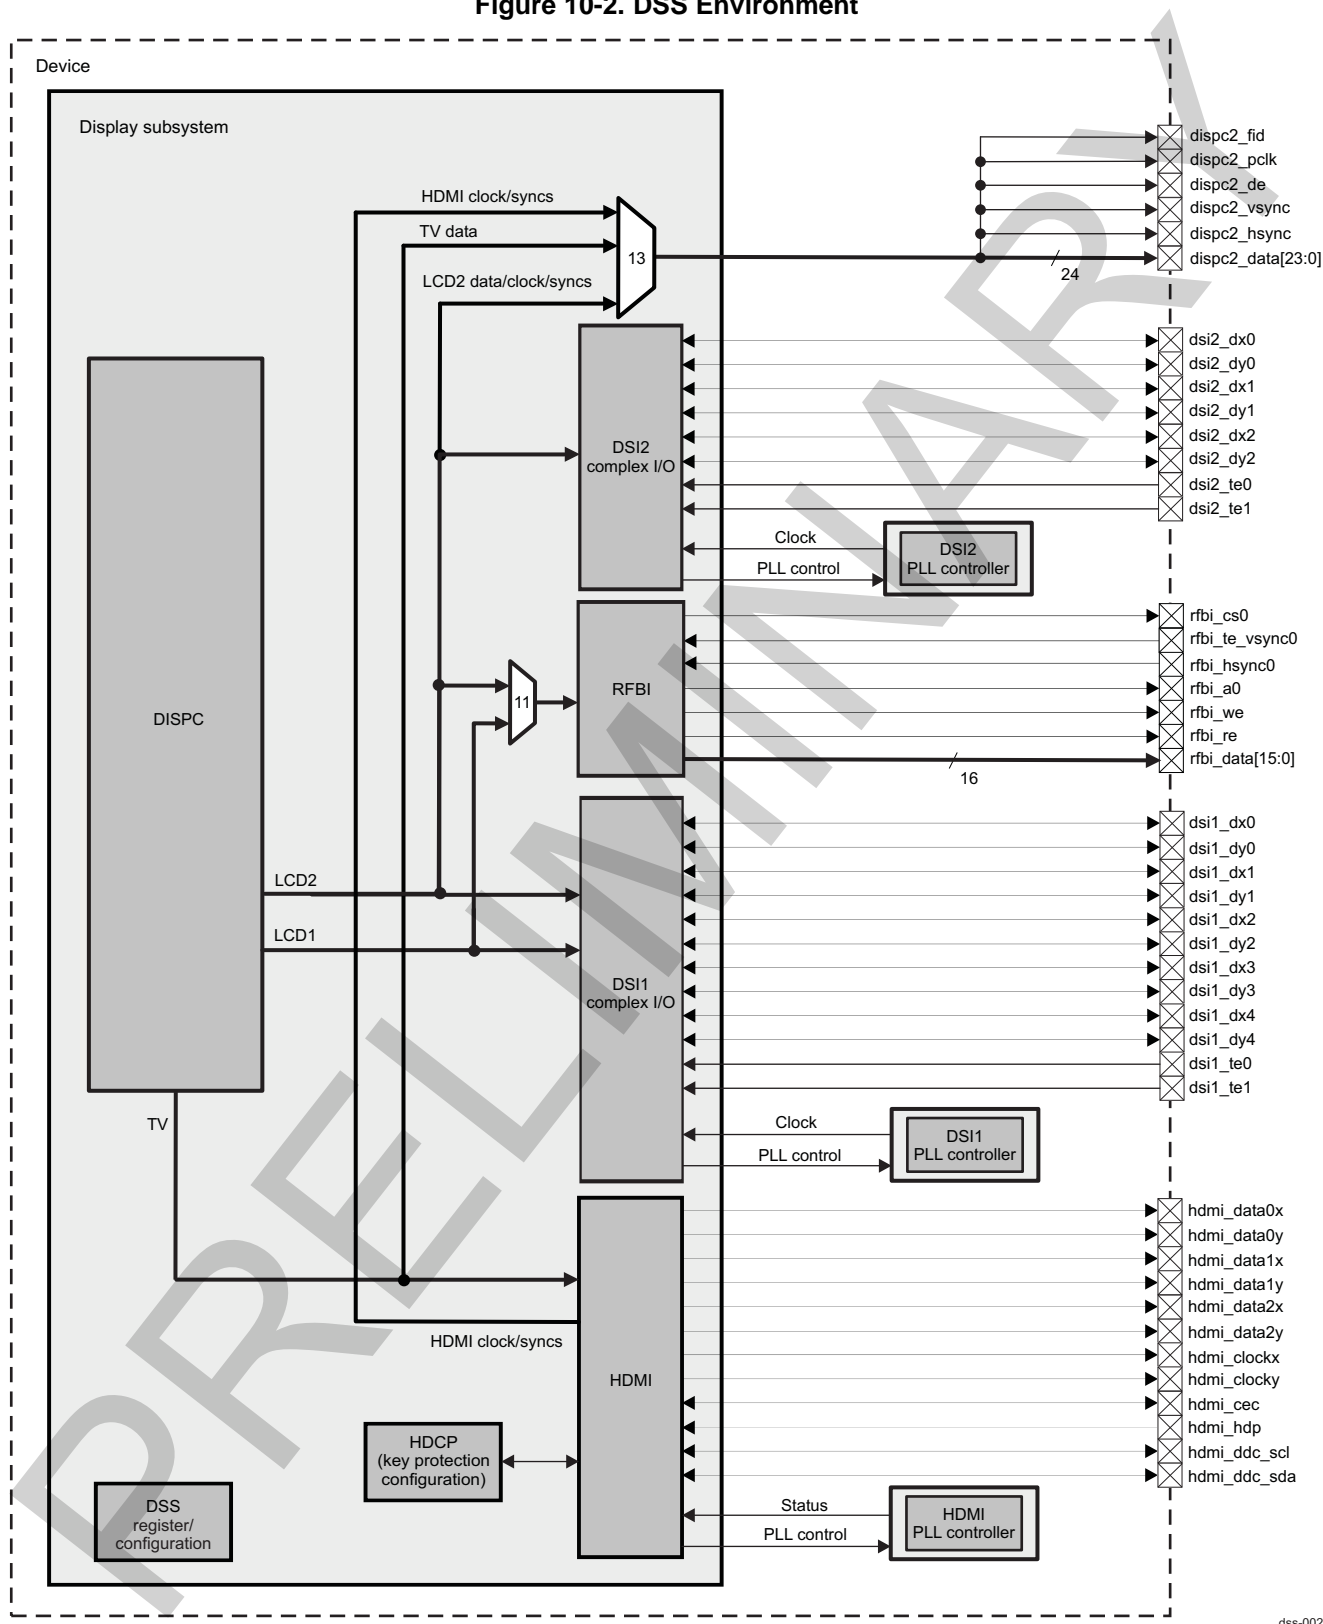 Figure 10-2. DSS Environment
Device
Display subsystem
HDMI clock/syncs
TV data
LCD2 data/clock/syncs
13
24
dispc2_fid
dispc2_pclk
dispc2_de
dispc2_vsync
dispc2_hsync
dispc2_data[23:0]
DSI2
complex I/O
dsi2_dx0
dsi2_dy0
dsi2_dx1
dsi2_dy1
dsi2_dx2
dsi2_dy2
dsi2_te0
dsi2_te1
Clock
PLL control
DSI2
PLL controller
DISPC
11
RFBI
rfbi_cs0
rfbi_te_vsync0
rfbi_hsync0
rfbi_a0
rfbi_we
rfbi_re
rfbi_data[15:0]
16
LCD2
LCD1
DSI1
complex I/O
dsi1_dx0
dsi1_dy0
dsi1_dx1
dsi1_dy1
dsi1_dx2
dsi1_dy2
dsi1_dx3
dsi1_dy3
dsi1_dx4
dsi1_dy4
dsi1_te0
dsi1_te1
TV
Clock
PLL control
DSI1
PLL controller
HDMI clock/syncs
HDMI
hdmi_data0x
hdmi_data0y
hdmi_data1x
hdmi_data1y
hdmi_data2x
hdmi_data2y
hdmi_clockx
hdmi_clocky
hdmi_cec
hdmi_hdp
hdmi_ddc_scl
hdmi_ddc_sda
HDCP
(key protection
configuration)
DSS
register/
configuration
Status
PLL control
HDMI
PLL controller
dss-002
PRELIMINARY